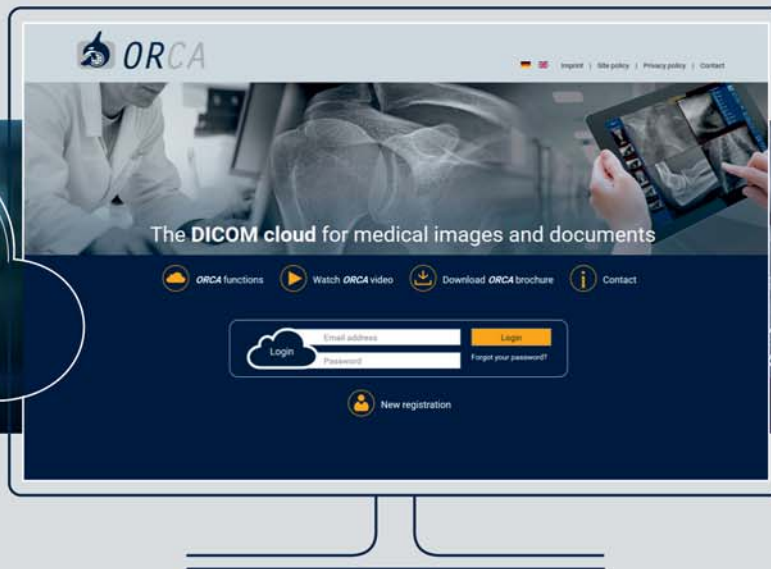 ORCA
Imprint | Site policy | Privacy policy | Contact
The DICOM cloud for medical images and documents
ORCA functions
Watch ORCA video
Download ORCA brochure
Contact
Login
Email address
Password
Login
Forgot your password?
New registration